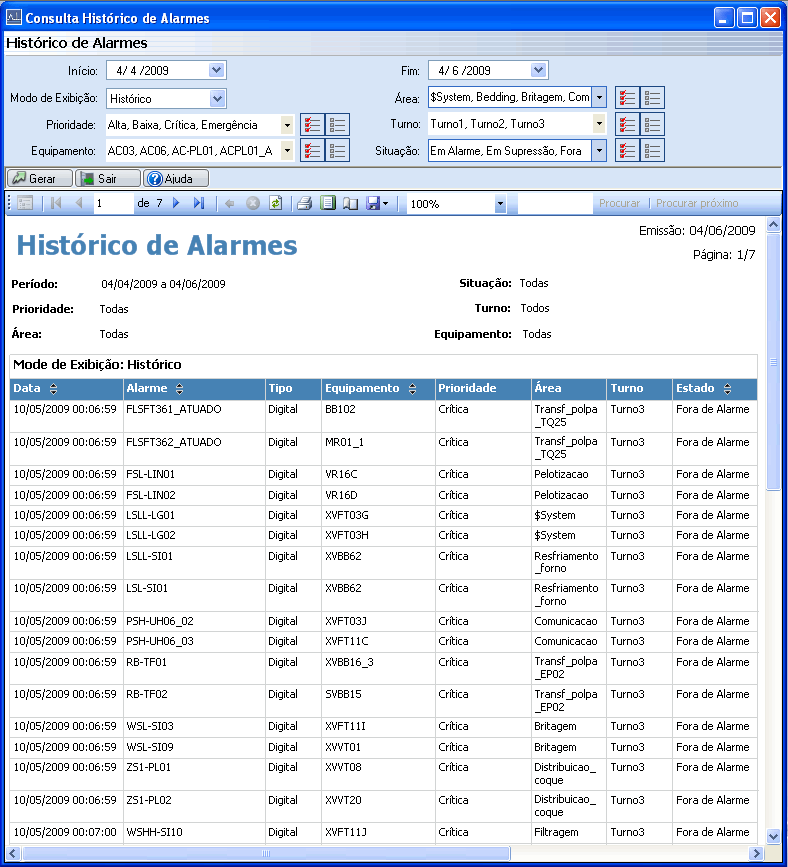 Consulta Histórico de Alarmes
Histórico de Alarmes
Início: 4/ 4 /2009 Fim: 4/ 6 /2009
Modo de Exibição: Histórico Área: $System, Bedding, Britagem, Com
Prioridade: Alta, Baixa, Crítica, Emergência Turno: Turno1, Turno2, Turno3
Equipamento: AC03, AC06, AC-PL01, ACPL01_A Situação: Em Alarme, Em Supressão, Fora
Gerar Sair Ajuda
1 de 7 100% Procurar | Procurar próximo
Emissão: 04/06/2009
Histórico de Alarmes
Página: 1/7
Período: 04/04/2009 a 04/06/2009 Situação: Todas
Prioridade: Todas Turno: Todos
Área: Todas Equipamento: Todas
Mode de Exibição: Histórico
Data Alarme Tipo Equipamento Prioridade Área Turno Estado
10/05/2009 00:06:59 FLSFT361_ATUADO Digital BB102 Crítica Transf_polpa Turno3 Fora de Alarme
_TQ25
10/05/2009 00:06:59 FLSFT362_ATUADO Digital MR01_1 Crítica Transf_polpa Turno3 Fora de Alarme
_TQ25
10/05/2009 00:06:59 FSL-LIN01 Digital VR16C Crítica Pelotizacao Turno3 Fora de Alarme
10/05/2009 00:06:59 FSL-LIN02 Digital VR16D Crítica Pelotizacao Turno3 Fora de Alarme
10/05/2009 00:06:59 LSLL-LG01 Digital XVFT03G Crítica $System Turno3 Fora de Alarme
10/05/2009 00:06:59 LSLL-LG02 Digital XVFT03H Crítica $System Turno3 Fora de Alarme
10/05/2009 00:06:59 LSLL-SI01 Digital XVBB62 Crítica Resfriamento Turno3 Fora de Alarme
_forno
10/05/2009 00:06:59 LSL-SI01 Digital XVBB62 Crítica Resfriamento Turno3 Fora de Alarme
_forno
10/05/2009 00:06:59 PSH-UH06_02 Digital XVFT03J Crítica Comunicacao Turno3 Fora de Alarme
10/05/2009 00:06:59 PSH-UH06_03 Digital XVFT11C Crítica Comunicacao Turno3 Fora de Alarme
10/05/2009 00:06:59 RB-TF01 Digital XVBB16_3 Crítica Transf_polpa Turno3 Fora de Alarme
_EP02
10/05/2009 00:06:59 RB-TF02 Digital SVBB15 Crítica Transf_polpa Turno3 Fora de Alarme
_EP02
10/05/2009 00:06:59 WSL-SI03 Digital XVFT11I Crítica Britagem Turno3 Fora de Alarme
10/05/2009 00:06:59 WSL-SI09 Digital XVVT01 Crítica Britagem Turno3 Fora de Alarme
10/05/2009 00:06:59 ZS1-PL01 Digital XVVT08 Crítica Distribuicao_ Turno3 Fora de Alarme
coque
10/05/2009 00:06:59 ZS1-PL02 Digital XVVT20 Crítica Distribuicao_ Turno3 Fora de Alarme
coque
10/05/2009 00:07:00 WSHH-SI10 Digital XVFT11J Crítica Filtragem Turno3 Fora de Alarme